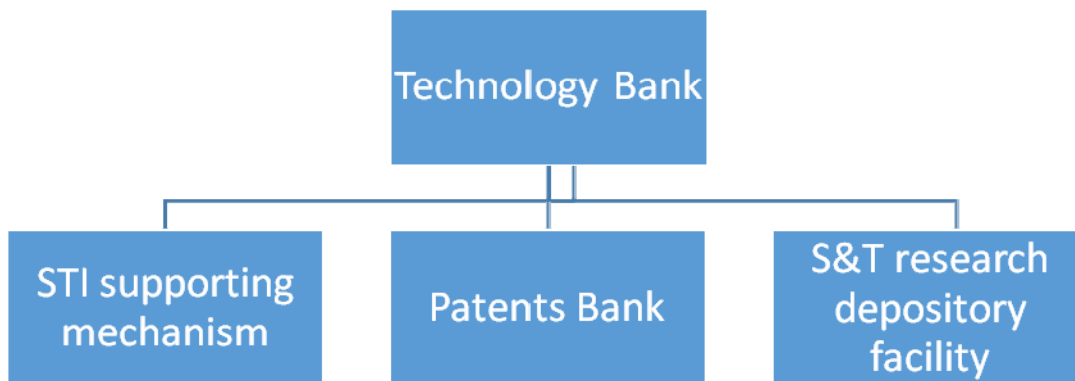 Technology Bank
STI supporting
mechanism
Patents Bank
S&T research
depository
facility